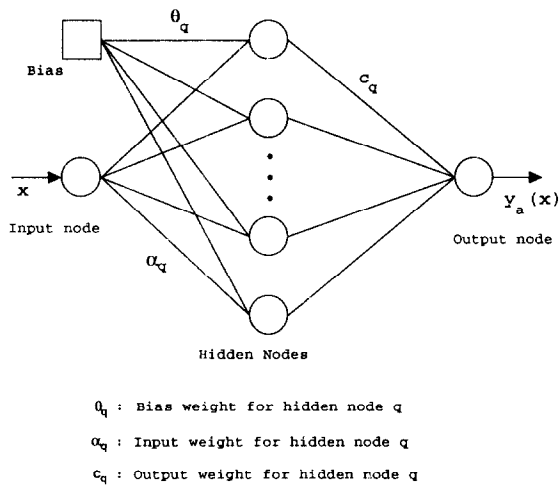 θq
Bias
cq
x
ya(x)
Input node
Output node
αq
Hidden Nodes
θq : Bias weight for hidden node q
αq : Input weight for hidden node q
cq : Output weight for hidden node q